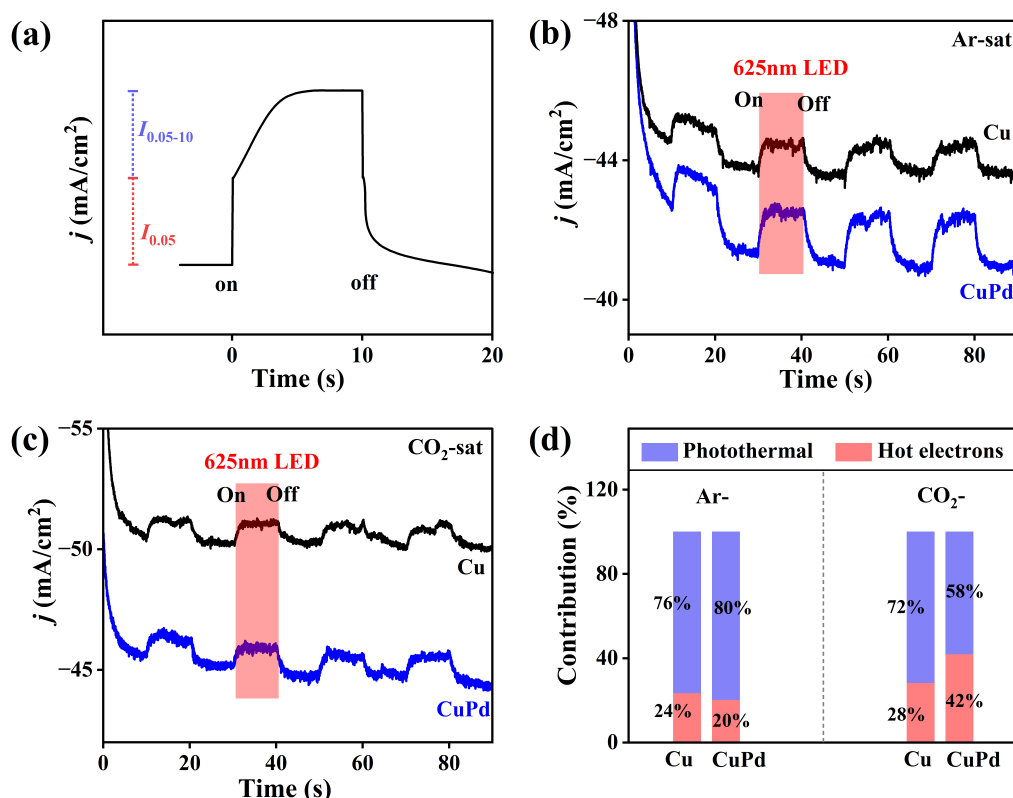 (a)
j (mA/cm²)
I₀.₀₅₋₁₀
I₀.₀₅
on
off
0
10
20
Time (s)
(b)
j (mA/cm²)
−48
−44
−40
Ar-sat
625nm LED
On
Off
Cu
CuPd
0
20
40
60
80
Time (s)
(c)
j (mA/cm²)
−55
−50
−45
CO₂-sat
625nm LED
On
Off
Cu
CuPd
0
20
40
60
80
Time (s)
(d)
Contribution (%)
Photothermal
Hot electrons
120
80
40
0
Ar-
CO₂-
76%
80%
72%
58%
24%
20%
28%
42%
Cu
CuPd
Cu
CuPd